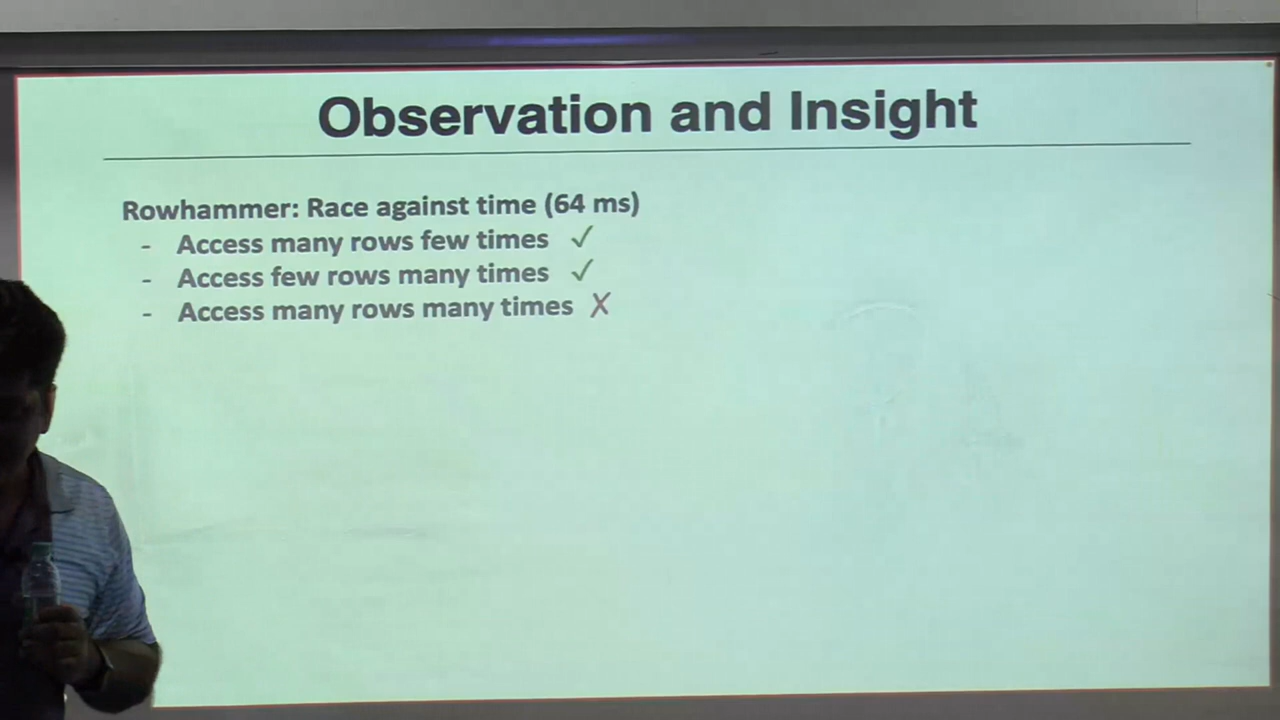 Observation and Insight
Rowhammer: Race against time (64 ms)
- Access many rows few times ✓
- Access few rows many times ✓
- Access many rows many times X